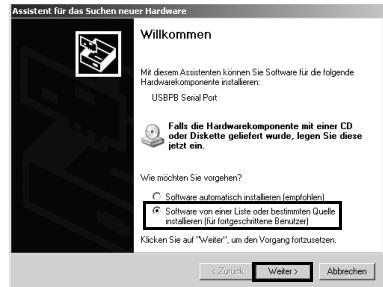 Assistent für das Suchen neuer Hardware
Willkommen
Mit diesem Assistenten können Sie Software für die folgende
Hardwarekomponente installieren:
USBPB Serial Port
Falls die Hardwarekomponente mit einer CD
oder Diskette geliefert wurde, legen Sie diese
jetzt ein.
Wie möchten Sie vorgehen?
Software automatisch installieren (empfohlen)
Software von einer Liste oder bestimmten Quelle
installieren (für fortgeschrittene Benutzer)
Klicken Sie auf "Weiter", um den Vorgang fortzusetzen.
< Zurück Weiter > Abbrechen